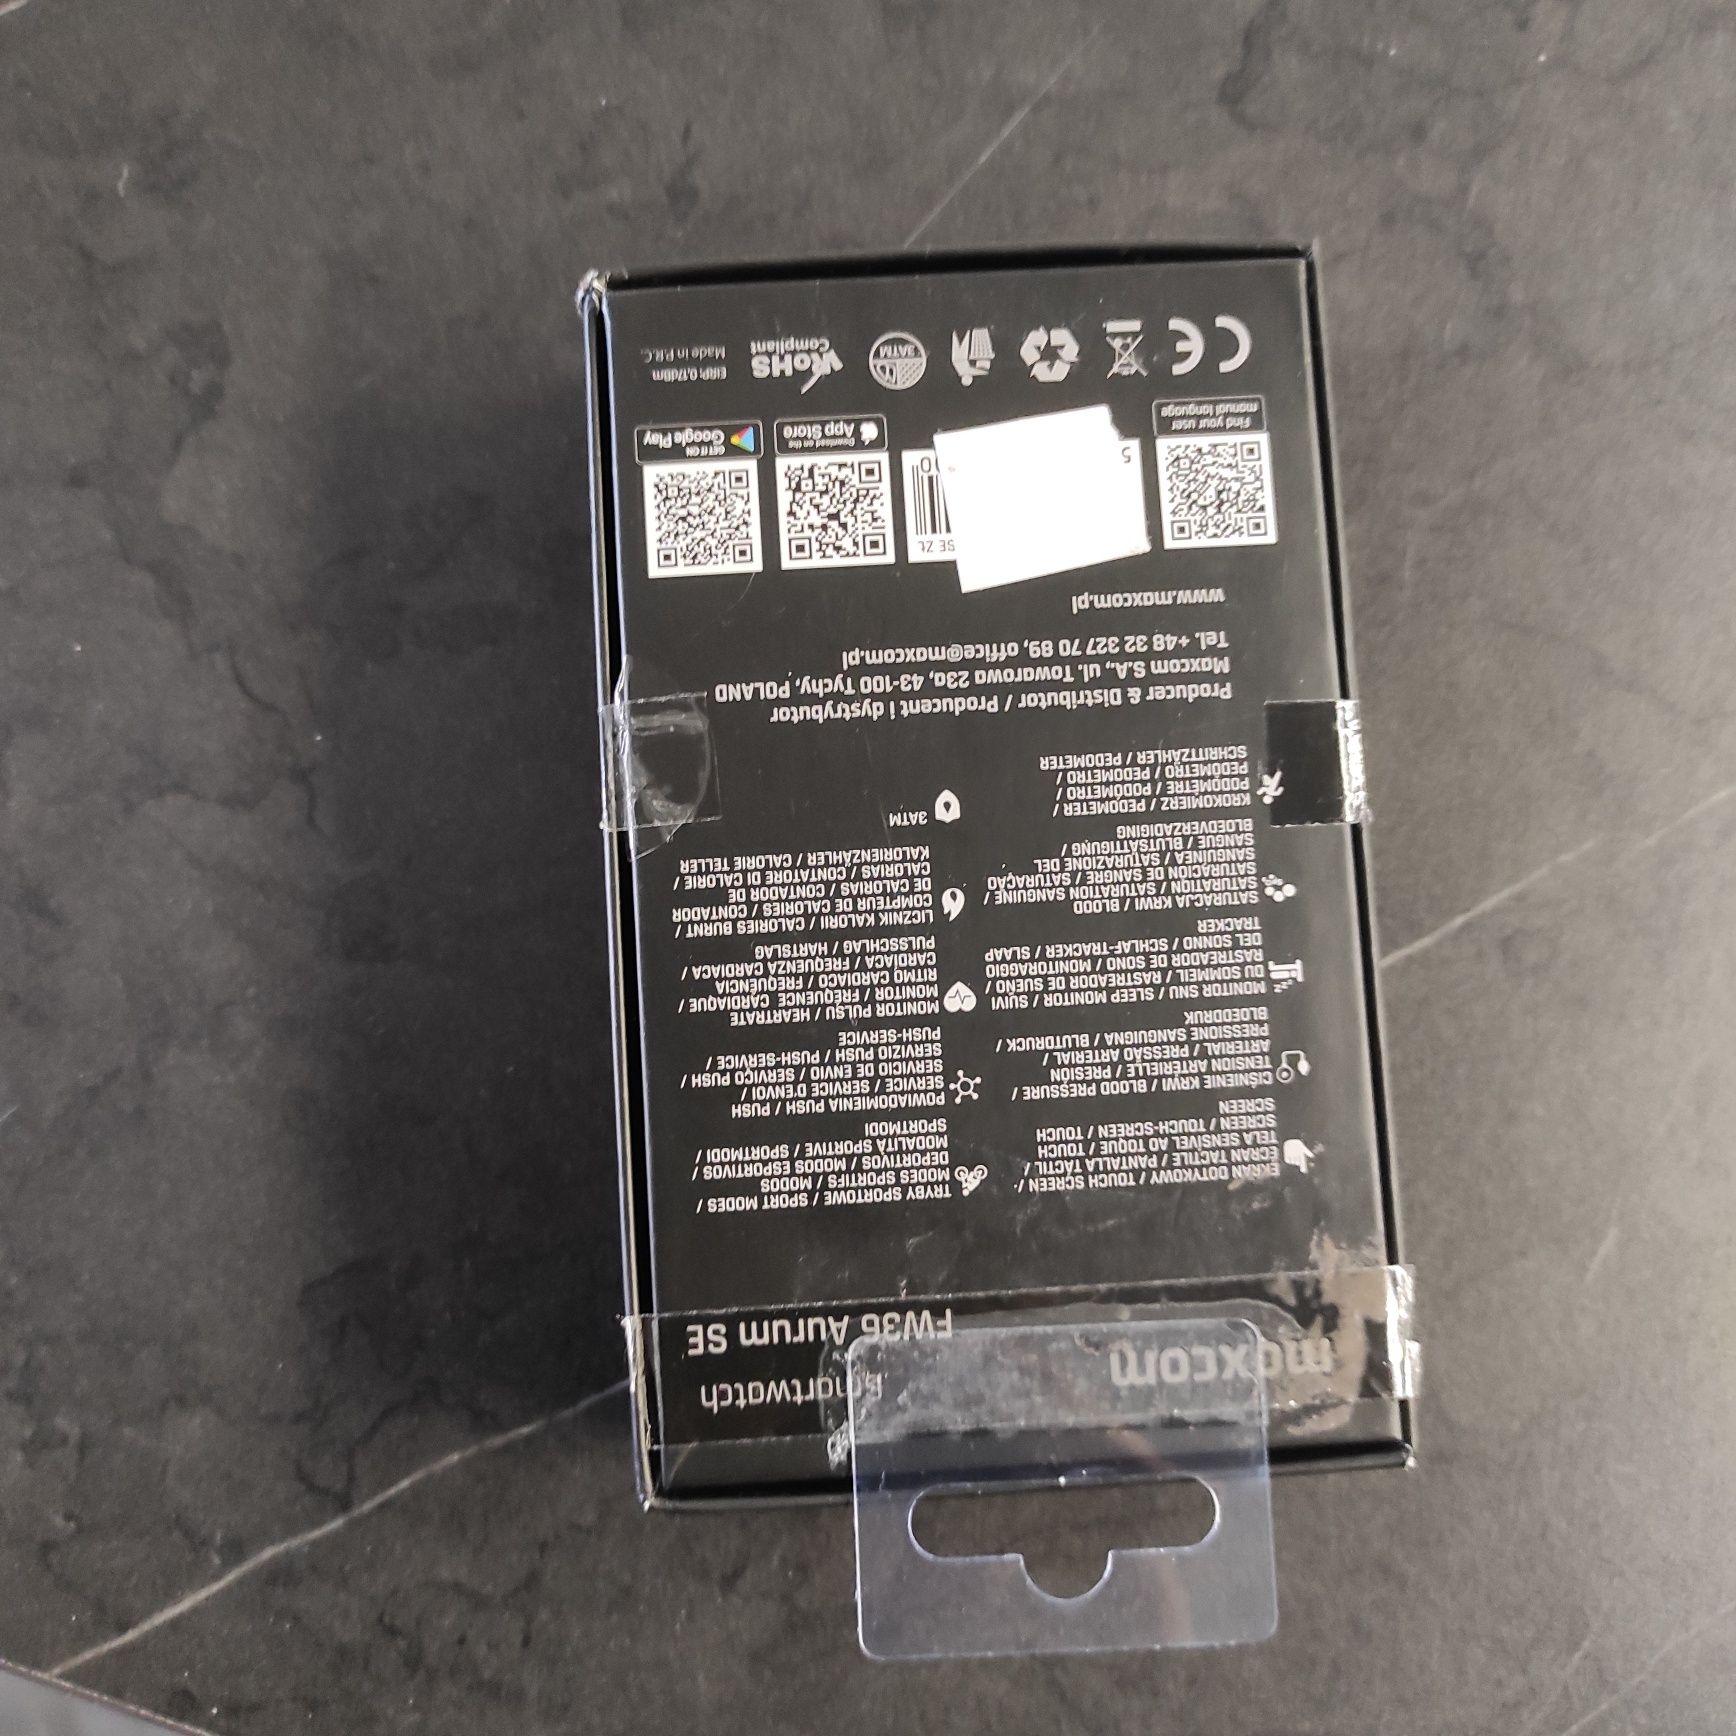 maxcom
Smartwatch
FW36 Aurum SE
EKRAN DOTYKOWY / TOUCH SCREEN /
ÉCRAN TACTILE / PANTALLA TÁCTIL /
TELA SENSÍVEL AO TOQUE / TOUCH
SCREEN / TOUCH-SCREEN / TOUCH
SCREEN
CIŚNIENIE KRWI / BLOOD PRESSURE /
TENSION ARTÉRIELLE / PRESIÓN
ARTERIAL / PRESSÃO ARTERIAL /
PRESSIONE SANGUIGNA / BLUTDRUCK /
BLOEDDRUK
MONITOR SNU / SLEEP MONITOR / SUIVI
DU SOMMEIL / RASTREADOR DE SUEÑO /
RASTREADOR DE SONO / MONITORAGGIO
DEL SONNO / SCHLAF-TRACKER / SLAAP
TRACKER
SATURACJA KRWI / BLOOD
SATURATION / SATURATION SANGUINE /
SATURACIÓN DE SANGRE / SATURAÇÃO
SANGUÍNEA / SATURAZIONE DEL
SANGUE / BLUTSÄTTIGUNG /
BLOEDVERZADIGING
KROKOMIERZ / PEDOMETER /
PODOMÈTRE / PODÓMETRO /
PEDÔMETRO / PEDOMETRO /
SCHRITTZÄHLER / PEDOMETER
TRYBY SPORTOWE / SPORT MODES /
MODES SPORTIFS / MODOS
DEPORTIVOS / MODOS ESPORTIVOS /
MODALITÀ SPORTIVE / SPORTMODI /
SPORTMODI
POWIADOMIENIA PUSH / PUSH
SERVICE / SERVICE D'ENVOI /
SERVICIO DE ENVIO / SERVIÇO PUSH /
SERVIZIO PUSH / PUSH-SERVICE /
PUSH-SERVICE
MONITOR PULSU / HEARTRATE
MONITOR / FRÉQUENCE CARDIAQUE /
RITMO CARDIACO / FREQUÊNCIA
CARDÍACA / FREQUENZA CARDIACA /
PULSSCHLAG / HARTSLAG
LICZNIK KALORII / CALORIES BURNT /
COMPTEUR DE CALORIES / CONTADOR
DE CALORIAS / CONTADOR DE
CALORIAS / CONTATORE DI CALORIE /
KALORIENZÄHLER / CALORIE TELLER
3ATM
Producer & Distributor / Producent i dystrybutor
Maxcom S.A., ul. Towarowa 23a, 43-100 Tychy, POLAND
Tel. +48 32 327 70 89, office@maxcom.pl
www.maxcom.pl
SE ZŁ
5
Find your user
manual language
Download on the
App Store
GET IT ON
Google Play
CE
3ATM
RoHS
Compliant
EIRP: 0,17dBm
Made in P.R.C.